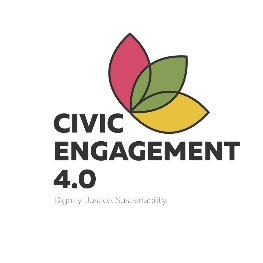 CIVIC
ENGAGEMENT
4.0
Dignity. Justice. Sustainability.